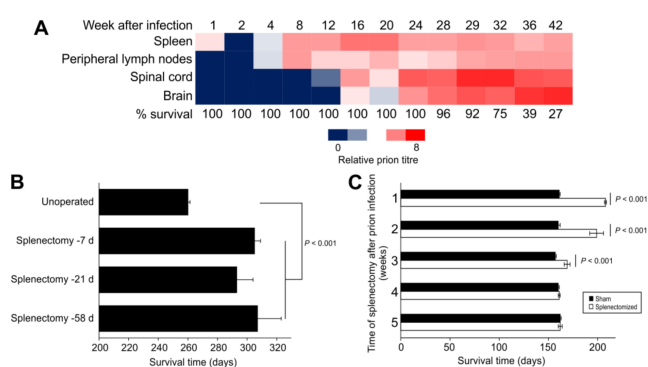 A
Week after infection 1 2 4 8 12 16 20 24 28 29 32 36 42
Spleen
Peripheral lymph nodes
Spinal cord
Brain
% survival 100 100 100 100 100 100 100 100 96 92 75 39 27
0 8
Relative prion titre
B
Unoperated
Splenectomy -7 d
Splenectomy -21 d
Splenectomy -58 d
P < 0.001
200 220 240 260 280 300 320
Survival time (days)
C
Time of splenectomy after prion infection
(weeks)
1
2
3
4
5
P < 0.001
P < 0.001
P < 0.001
Sham
Splenectomized
0 50 100 150 200
Survival time (days)